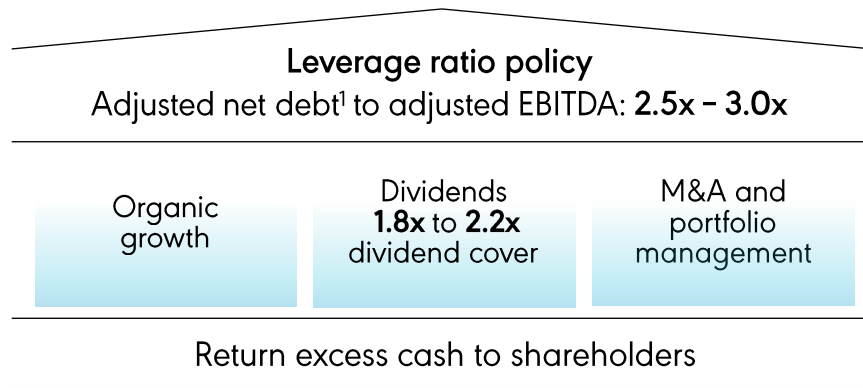 Leverage ratio policy
Adjusted net debt¹ to adjusted EBITDA: 2.5x – 3.0x
Organic
growth
Dividends
1.8x to 2.2x
dividend cover
M&A and
portfolio
management
Return excess cash to shareholders